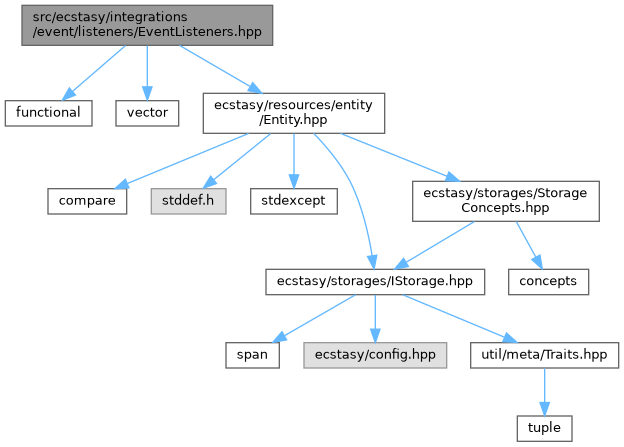 src/ecstasy/integrations
/event/listeners/EventListeners.hpp
functional
vector
ecstasy/resources/entity
/Entity.hpp
compare
stddef.h
stdexcept
ecstasy/storages/Storage
Concepts.hpp
ecstasy/storages/IStorage.hpp
concepts
span
ecstasy/config.hpp
util/meta/Traits.hpp
tuple